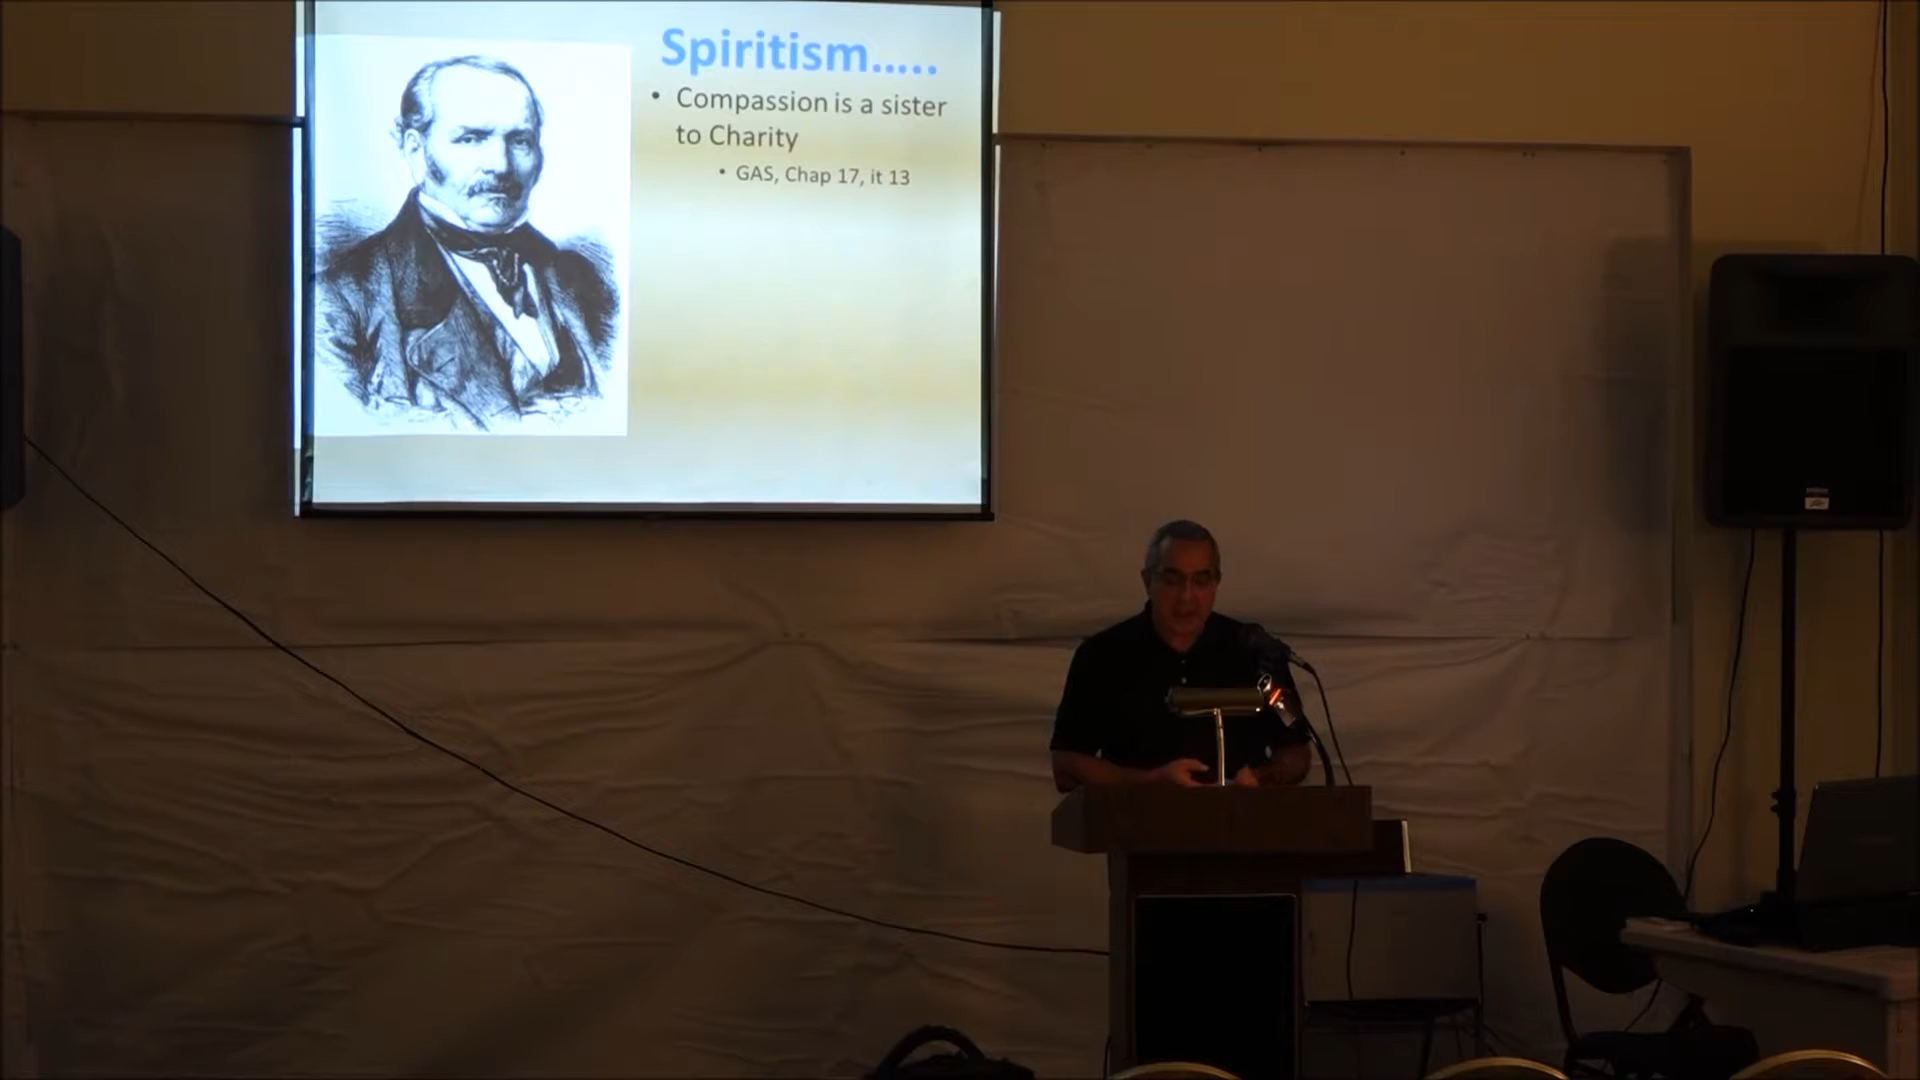 Spiritism.....
• Compassion is a sister
to Charity
• GAS, Chap 17, it 13